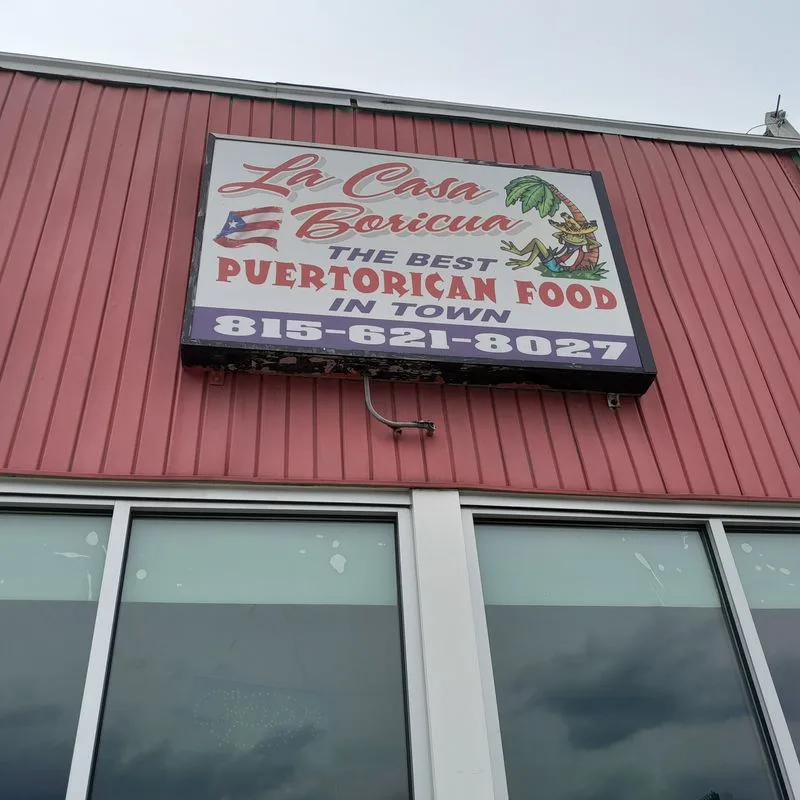 La Casa
Boricua
THE BEST
PUERTORICAN FOOD
IN TOWN
815-621-8027